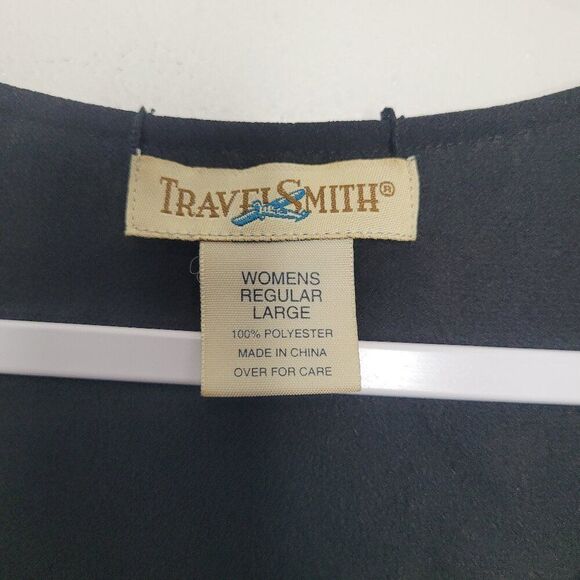 TRAVELSMITH®
WOMENS
REGULAR
LARGE
100% POLYESTER
MADE IN CHINA
OVER FOR CARE